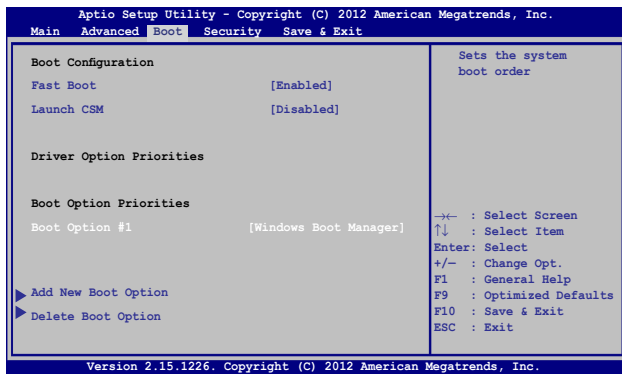 Aptio Setup Utility - Copyright (C) 2012 American Megatrends, Inc.
Main Advanced Boot Security Save & Exit
Boot Configuration
Fast Boot [Enabled]
Launch CSM [Disabled]
Driver Option Priorities
Boot Option Priorities
Boot Option #1 [Windows Boot Manager]
Add New Boot Option
Delete Boot Option
Sets the system
boot order
→← : Select Screen
↑↓ : Select Item
Enter: Select
+/— : Change Opt.
F1 : General Help
F9 : Optimized Defaults
F10 : Save & Exit
ESC : Exit
Version 2.15.1226. Copyright (C) 2012 American Megatrends, Inc.